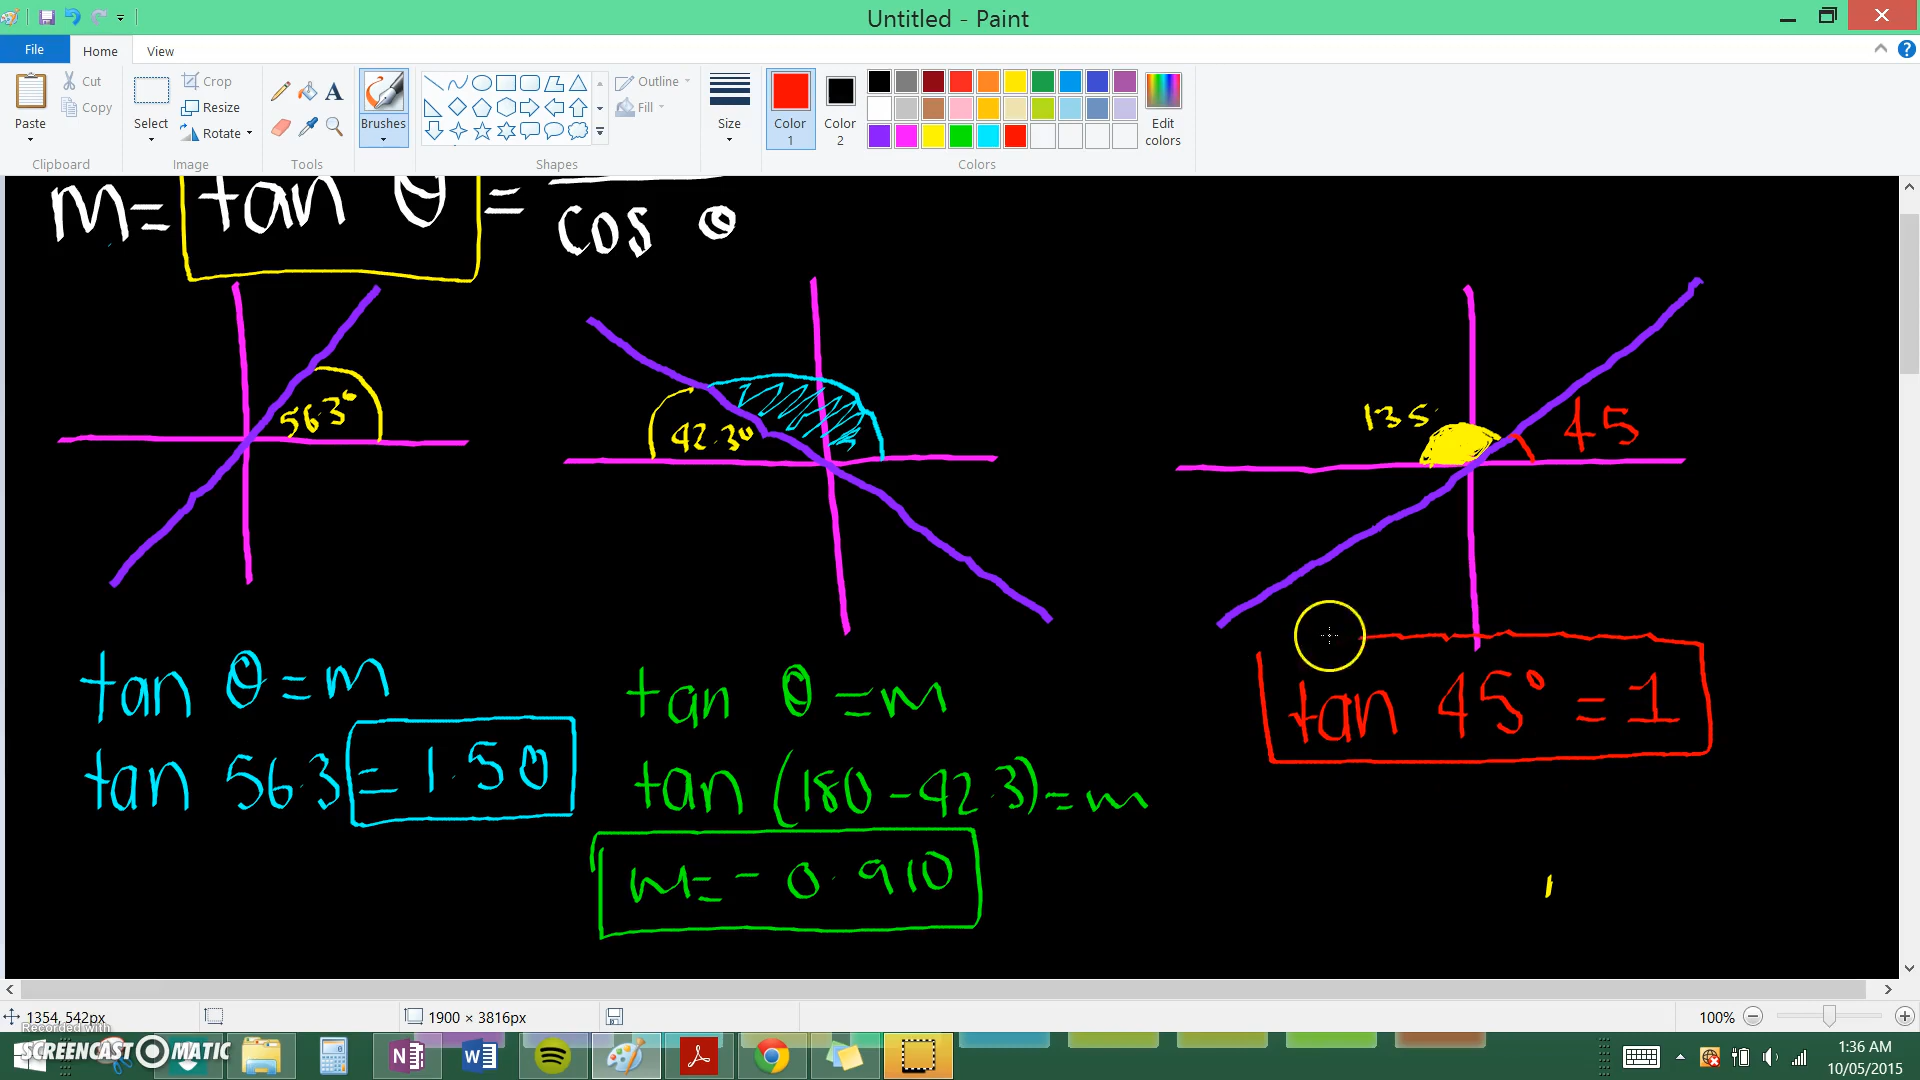 Untitled - Paint
File Home View
Paste Cut Copy Clipboard
Select Crop Resize Rotate Image
Tools
Brushes
Shapes
Outline Fill
Size
Color 1 Color 2 Edit colors Colors
m= tan θ =
cos θ
56.3°
42.3°
135
45
tan θ = m
tan 56.3 = 1.50
tan θ = m
tan (180 - 42.3) = m
m = - 0.910
tan 45° = 1
1354, 542px
1900 × 3816px
100%
Recorded with
SCREENCAST MATIC
1:36 AM
10/05/2015